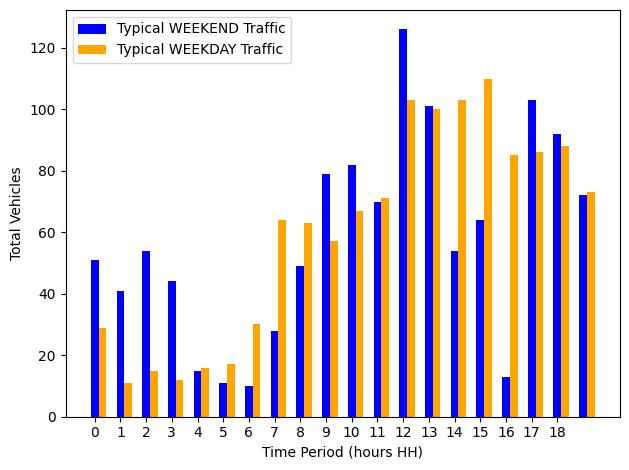 Typical WEEKEND Traffic
Typical WEEKDAY Traffic
Total Vehicles
120
100
80
60
40
20
0
0 1 2 3 4 5 6 7 8 9 10 11 12 13 14 15 16 17 18
Time Period (hours HH)